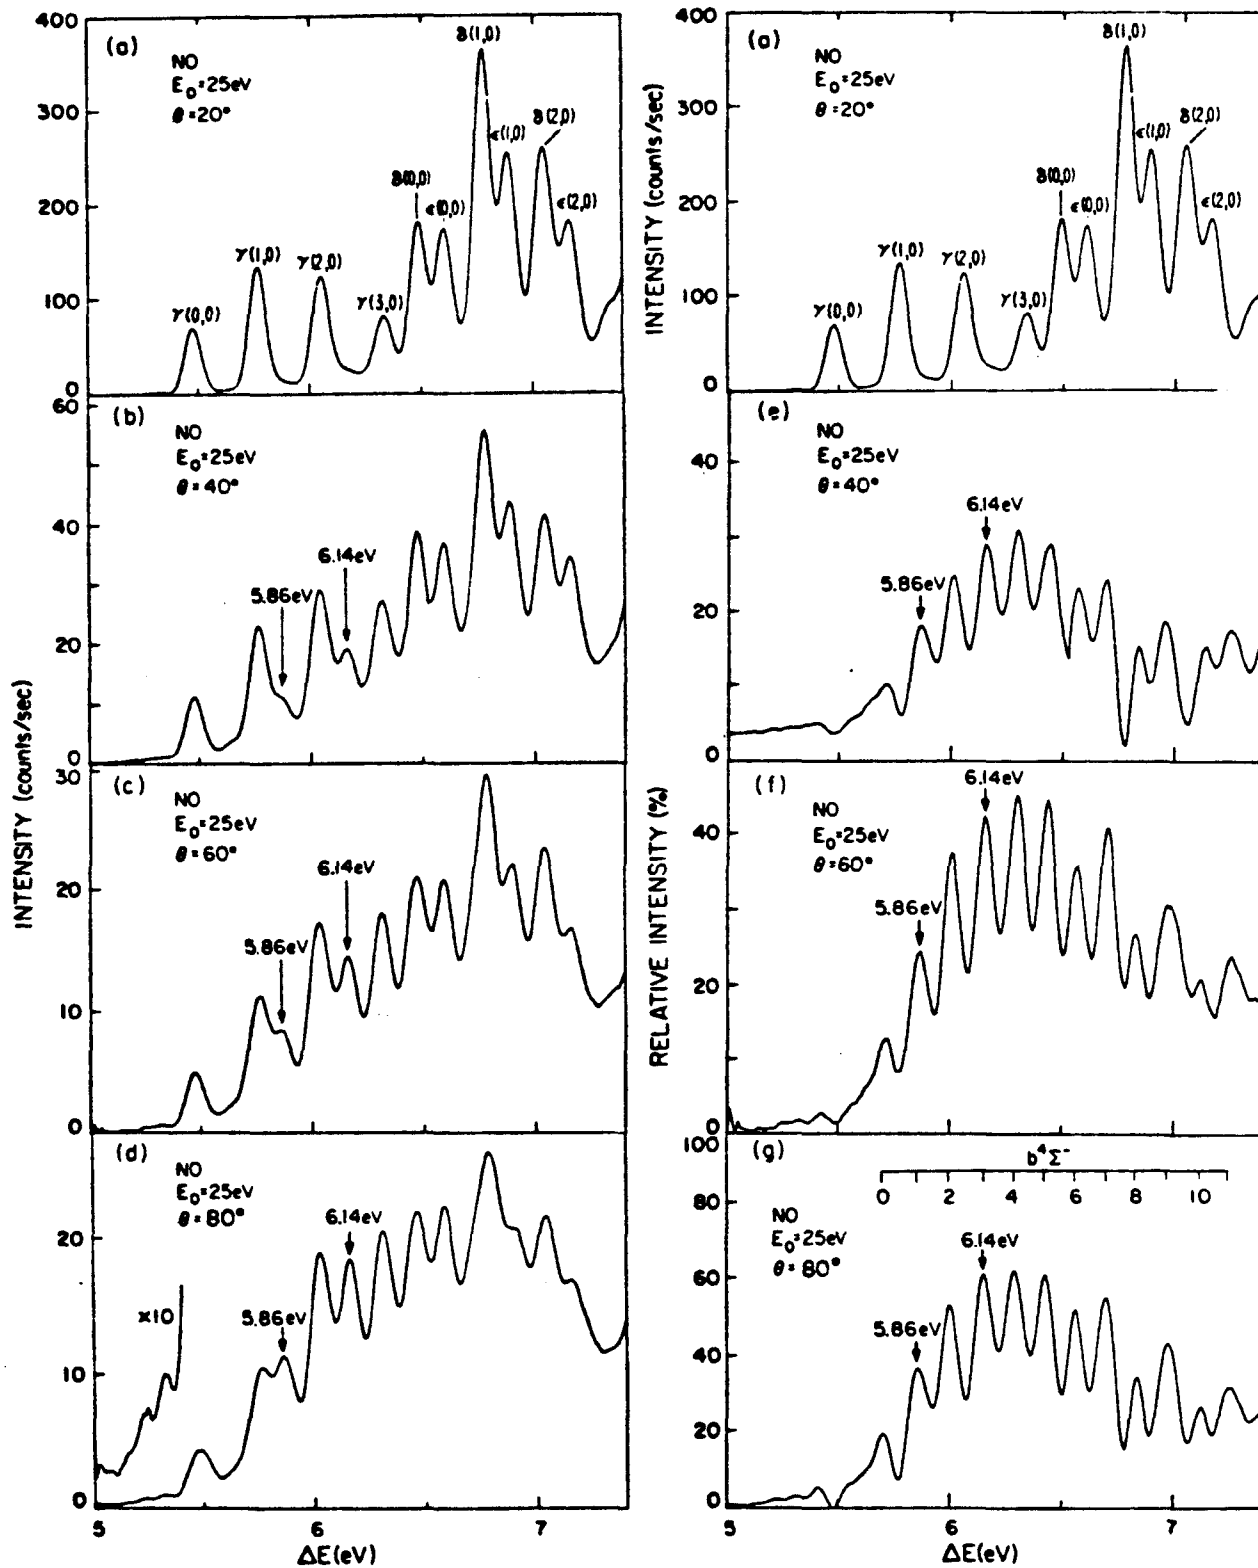 (a)
NO
E₀=25eV
θ=20°
γ(0,0)
γ(1,0)
γ(2,0)
γ(3,0)
δ(0,0)
ϵ(0,0)
δ(1,0)
ϵ(1,0)
δ(2,0)
ϵ(2,0)
400
300
200
100
0
(b)
NO
E₀=25eV
θ=40°
5.86eV
6.14eV
60
40
20
0
(c)
NO
E₀=25eV
θ=60°
5.86eV
6.14eV
30
20
10
0
(d)
NO
E₀=25eV
θ=80°
×10
5.86eV
6.14eV
20
10
0
5
6
7
INTENSITY (counts/sec)
ΔE(eV)
(a)
NO
E₀=25eV
θ=20°
γ(0,0)
γ(1,0)
γ(2,0)
γ(3,0)
δ(0,0)
ϵ(0,0)
δ(1,0)
ϵ(1,0)
δ(2,0)
ϵ(2,0)
400
300
200
100
0
INTENSITY (counts/sec)
(e)
NO
E₀=25eV
θ=40°
5.86eV
6.14eV
40
20
0
(f)
NO
E₀=25eV
θ=60°
5.86eV
6.14eV
40
20
0
RELATIVE INTENSITY (%)
(g)
b⁴Σ⁻
0 2 4 6 8 10
NO
E₀=25eV
θ=80°
5.86eV
6.14eV
100
80
60
40
20
0
5
6
7
ΔE(eV)